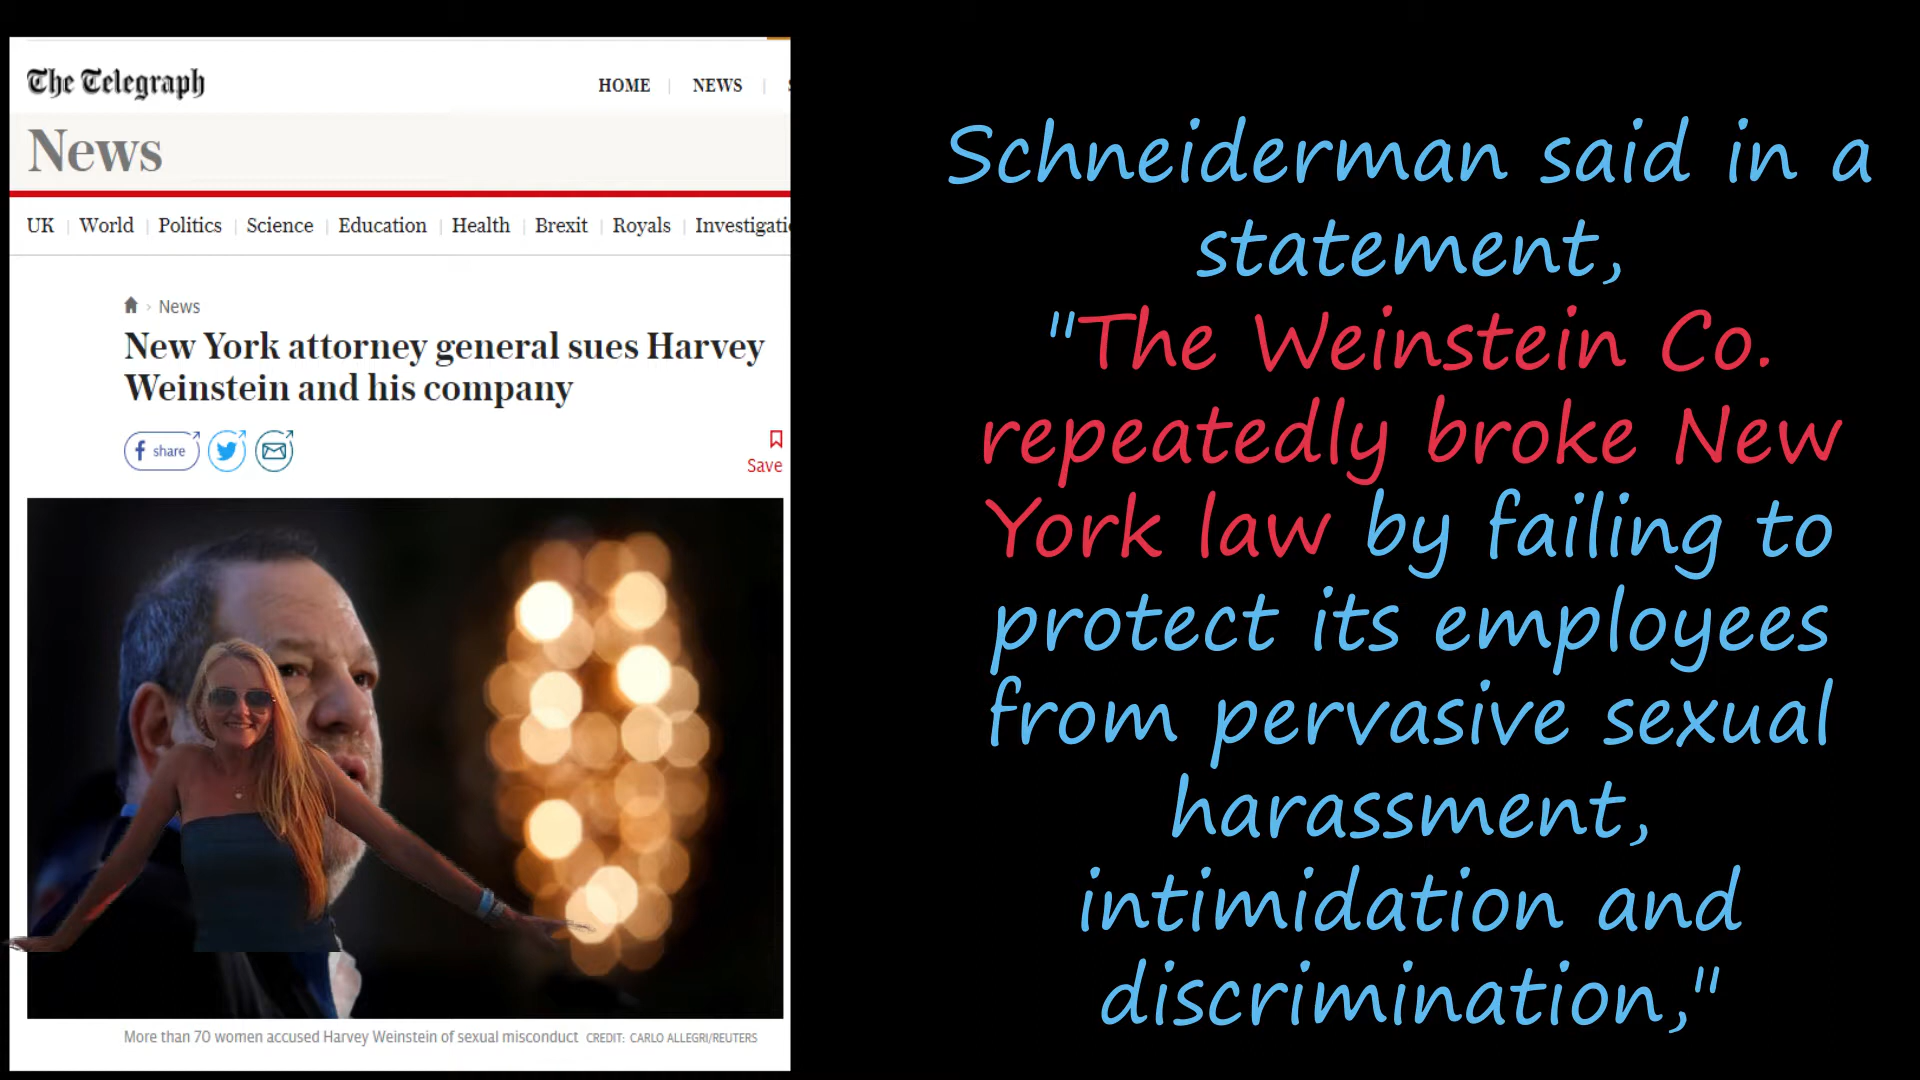 The Telegraph
HOME
NEWS
News
UK
World
Politics
Science
Education
Health
Brexit
Royals
News
New York attorney general sues Harvey
Weinstein and his company
share
Save
More than 70 women accused Harvey Weinstein of sexual misconduct CREDIT: CARLO ALLEGRI/REUTERS
Schneiderman said in a
statement,
"The Weinstein Co.
repeatedly broke New
York law by failing to
protect its employees
from pervasive sexual
harassment,
intimidation and
discrimination,"